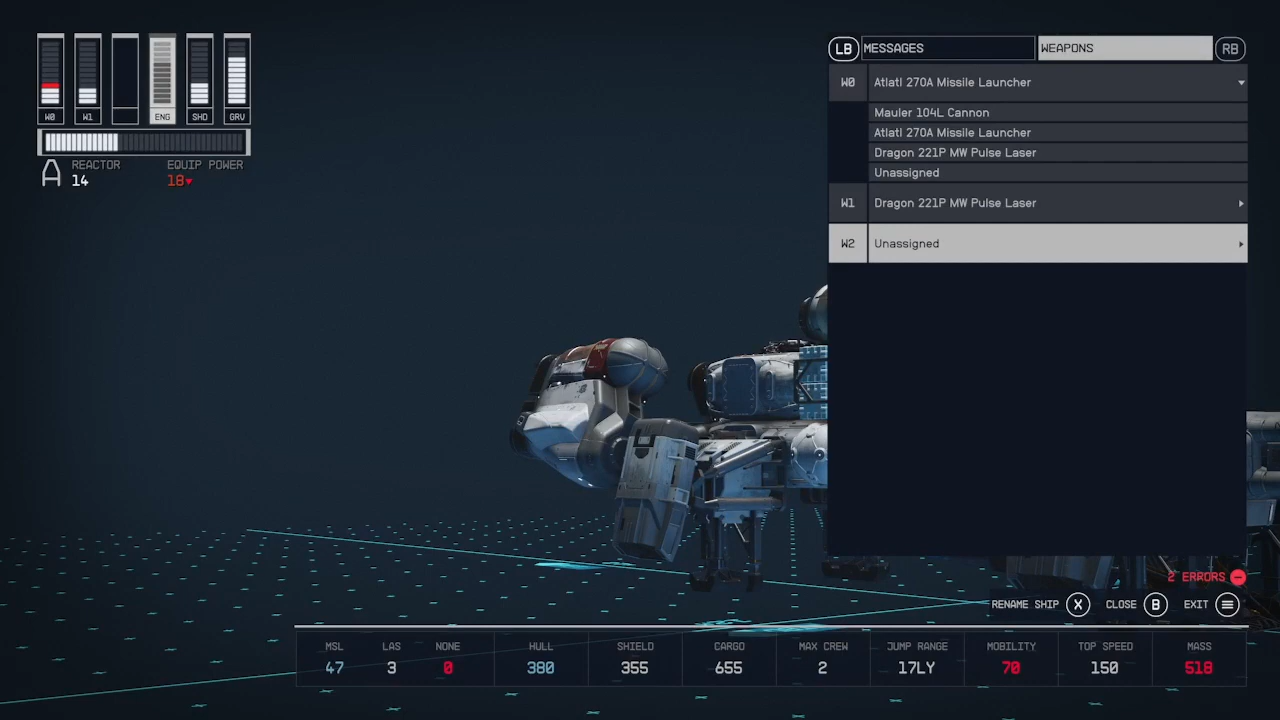 LB MESSAGES WEAPONS RB
W0 Atlatl 270A Missile Launcher
Mauler 104L Cannon
Atlatl 270A Missile Launcher
Dragon 221P MW Pulse Laser
Unassigned
W1 Dragon 221P MW Pulse Laser
W2 Unassigned
W0 W1 ENG SHD GRV
A REACTOR EQUIP POWER
14 18
2 ERRORS
RENAME SHIP X CLOSE B EXIT
MSL LAS NONE HULL SHIELD CARGO MAX CREW JUMP RANGE MOBILITY TOP SPEED MASS
47 3 0 380 355 655 2 17LY 70 150 518